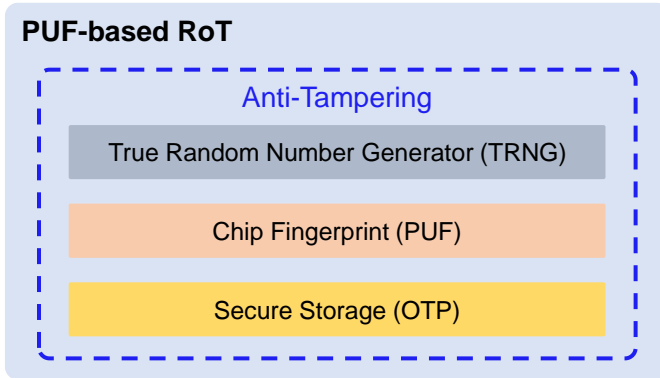 PUF-based RoT
Anti-Tampering
True Random Number Generator (TRNG)
Chip Fingerprint (PUF)
Secure Storage (OTP)